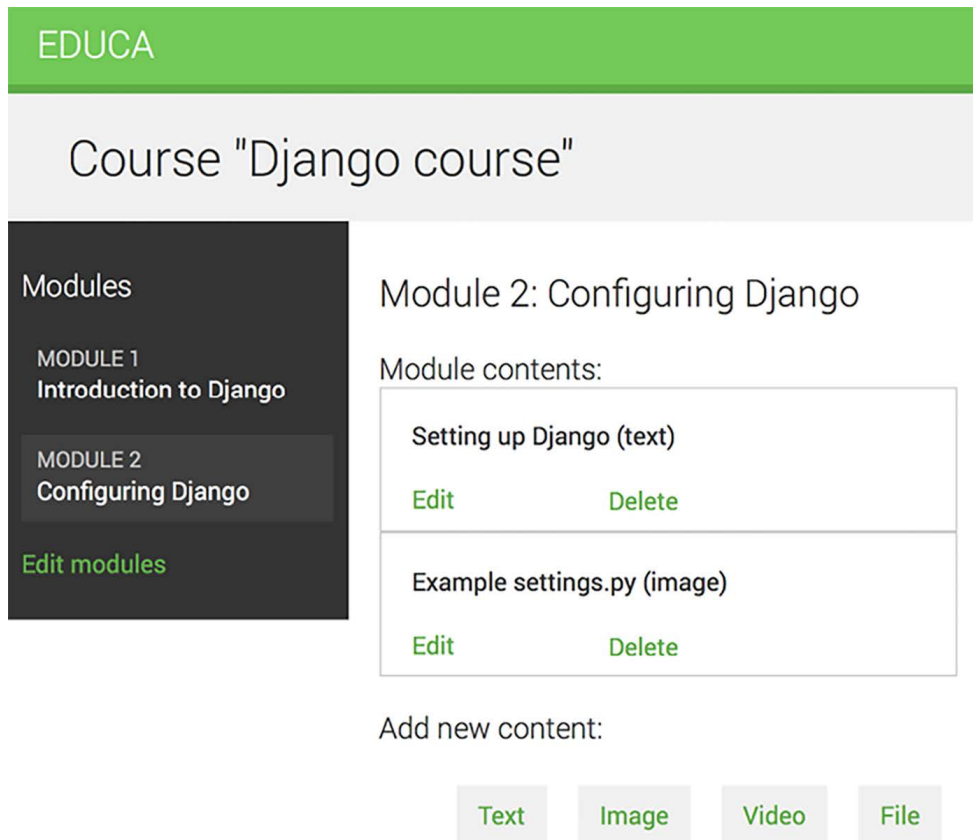 EDUCA
Course "Django course"
Modules
MODULE 1
Introduction to Django
MODULE 2
Configuring Django
Edit modules
Module 2: Configuring Django
Module contents:
Setting up Django (text)
Edit Delete
Example settings.py (image)
Edit Delete
Add new content:
Text Image Video File